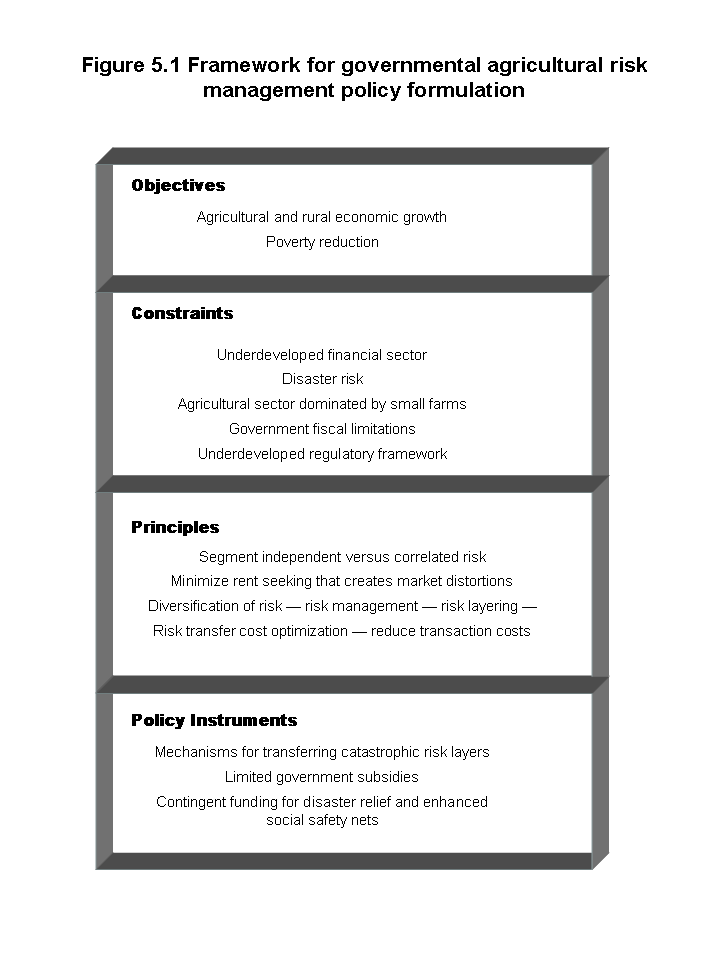 Figure 5.1 Framework for governmental agricultural risk
management policy formulation
Objectives
Agricultural and rural economic growth
Poverty reduction
Constraints
Underdeveloped financial sector
Disaster risk
Agricultural sector dominated by small farms
Government fiscal limitations
Underdeveloped regulatory framework
Principles
Segment independent versus correlated risk
Minimize rent seeking that creates market distortions
Diversification of risk — risk management — risk layering —
Risk transfer cost optimization — reduce transaction costs
Policy Instruments
Mechanisms for transferring catastrophic risk layers
Limited government subsidies
Contingent funding for disaster relief and enhanced
social safety nets